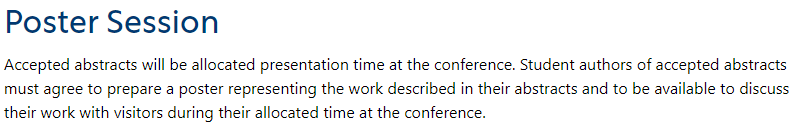 Poster Session
Accepted abstracts will be allocated presentation time at the conference. Student authors of accepted abstracts
must agree to prepare a poster representing the work described in their abstracts and to be available to discuss
their work with visitors during their allocated time at the conference.